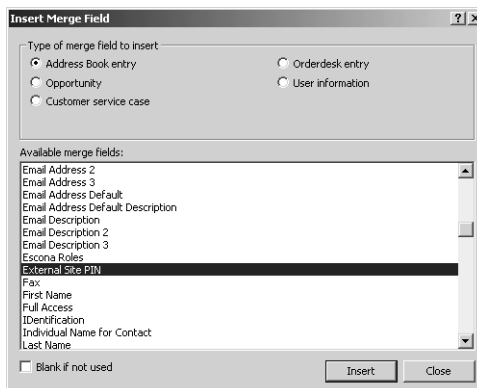 Insert Merge Field
Type of merge field to insert
Address Book entry
Orderdesk entry
Opportunity
User information
Customer service case
Available merge fields:
Email Address 2
Email Address 3
Email Address Default
Email Address Default Description
Email Description
Email Description 2
Email Description 3
Escona Roles
External Site PIN
Fax
First Name
Full Access
IDentification
Individual Name for Contact
Last Name
Blank if not used
Insert
Close